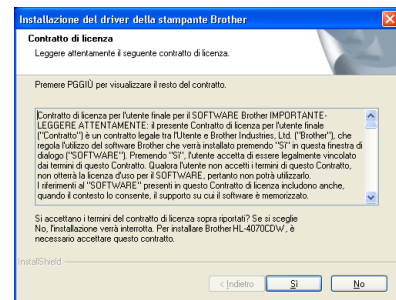 Installazione del driver della stampante Brother
Contratto di licenza
Leggere attentamente il seguente contratto di licenza.
Premere PGGIÙ per visualizzare il resto del contratto.
Contratto di licenza per l'utente finale per il SOFTWARE Brother IMPORTANTE-
LEGGERE ATTENTAMENTE: il presente Contratto di licenza per l'utente finale
("Contratto") è un contratto legale tra l'Utente e Brother Industries, Ltd. ("Brother"), che
regola l'utilizzo del software Brother che verrà installato premendo "Sì" in questa finestra di
dialogo ("SOFTWARE"). Premendo "Sì", l'utente accetta di essere legalmente vincolato
dai termini di questo Contratto. Qualora l'utente non accetti i termini di questo Contratto,
non otterrà la licenza d'uso per il SOFTWARE, pertanto non potrà utilizzarlo.
I riferimenti al "SOFTWARE" presenti in questo Contratto di licenza includono anche,
quando il contesto lo consente, il supporto su cui il software è memorizzato.
Si accettano i termini del contratto di licenza sopra riportati? Se si sceglie
No, l'installazione verrà interrotta. Per installare Brother HL-4070CDW, è
necessario accettare questo contratto.
InstallShield
< Indietro
Sì
No